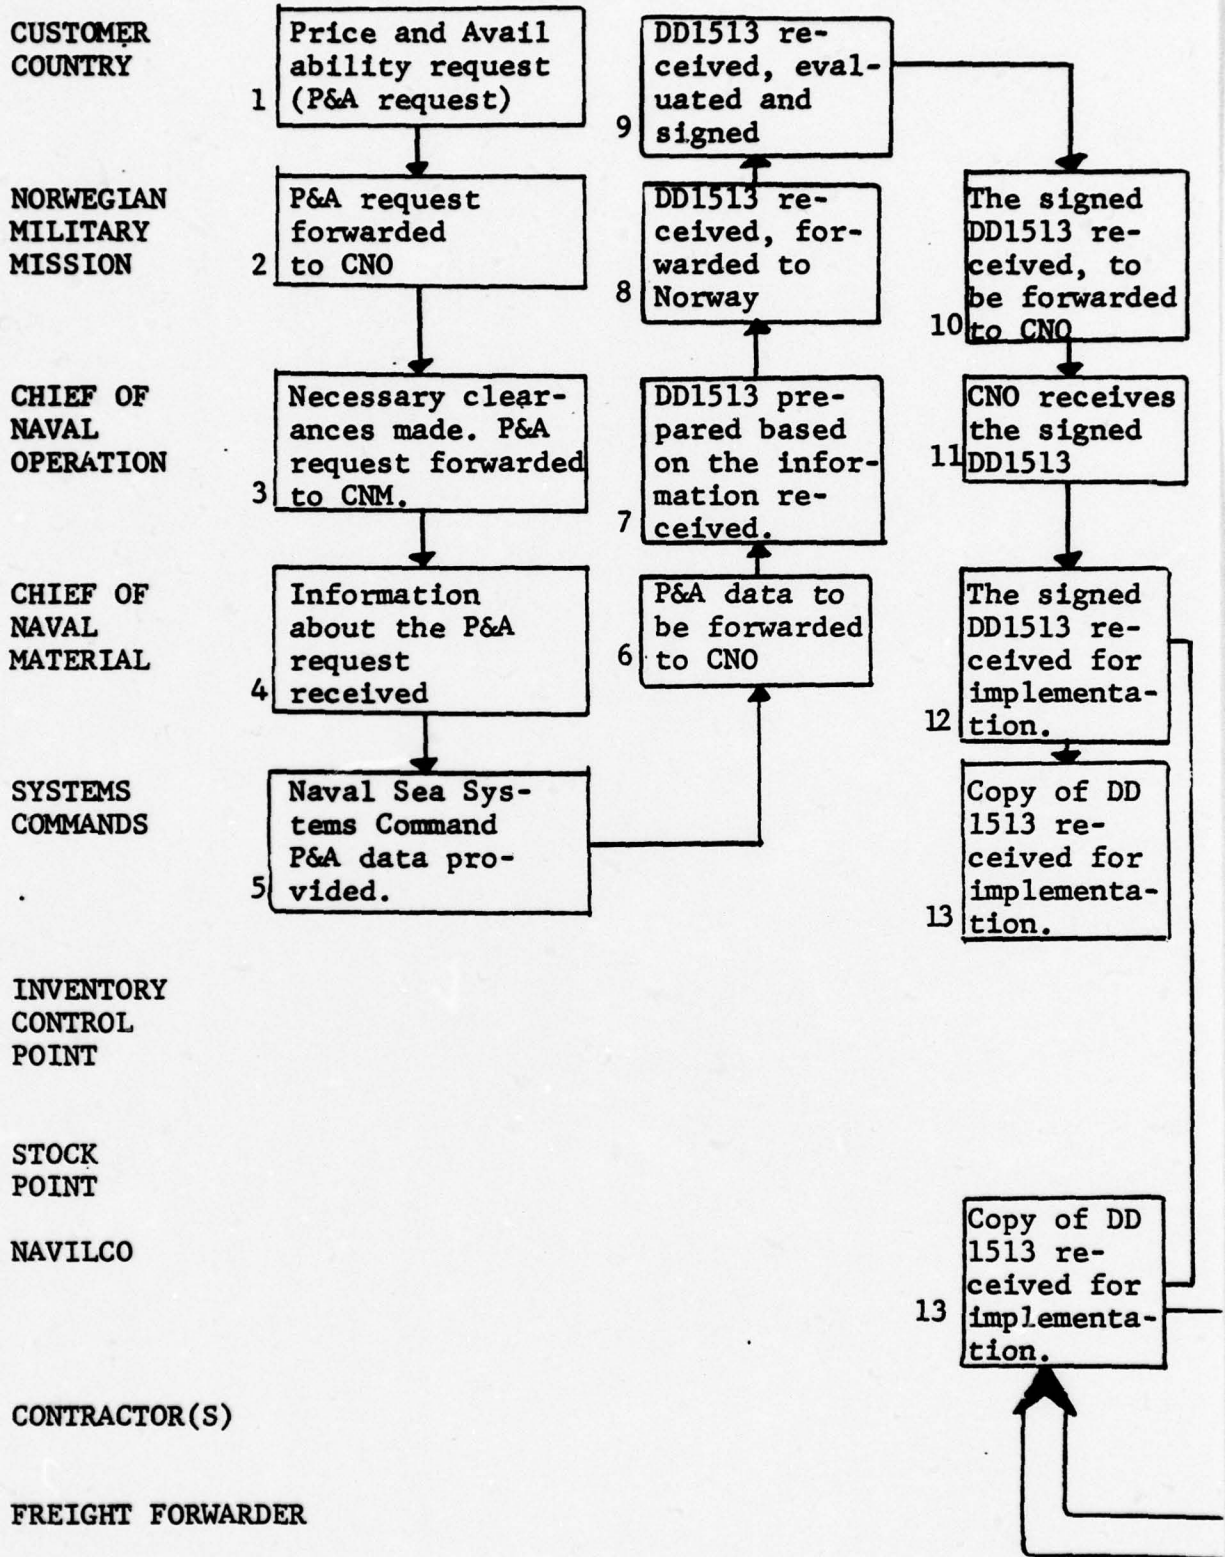 CUSTOMER
COUNTRY
Price and Avail
ability request
1 (P&A request)
DD1513 re-
ceived, eval-
uated and
9 signed
NORWEGIAN
MILITARY
MISSION
P&A request
forwarded
2 to CNO
DD1513 re-
ceived, for-
warded to
8 Norway
The signed
DD1513 re-
ceived, to
be forwarded
10 to CNO
CHIEF OF
NAVAL
OPERATION
Necessary clear-
ances made. P&A
request forwarded
3 to CNM.
DD1513 pre-
pared based
on the infor-
mation re-
7 ceived.
CNO receives
the signed
11 DD1513
CHIEF OF
NAVAL
MATERIAL
Information
about the P&A
request
4 received
P&A data to
be forwarded
6 to CNO
The signed
DD1513 re-
ceived for
implementa-
12 tion.
SYSTEMS
COMMANDS
Naval Sea Sys-
tems Command
P&A data pro-
5 vided.
Copy of DD
1513 re-
ceived for
implementa-
13 tion.
INVENTORY
CONTROL
POINT
STOCK
POINT
NAVILCO
Copy of DD
1513 re-
ceived for
13 implementa-
tion.
CONTRACTOR(S)
FREIGHT FORWARDER